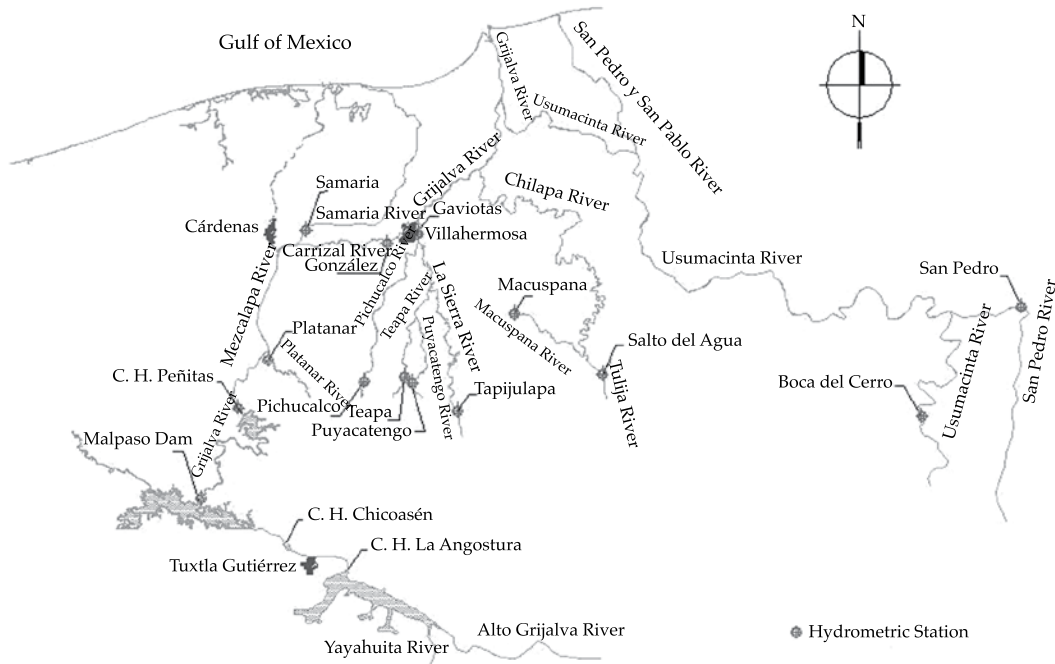 Gulf of Mexico
N
Grijalva River
San Pedro y San Pablo River
Usumacinta River
Grijalva River
Samaria
Chilapa River
Samaria River
Gaviotas
Cárdenas
Villahermosa
Carrizal River
González
Pichucalco River
Usumacinta River
San Pedro
Mezcalapa River
Teapa River
La Sierra River
Macuspana
Macuspana River
Puyacatengo River
Platanar
Platanar River
Salto del Agua
Tulija River
Usumacinta River
San Pedro River
C. H. Peñitas
Boca del Cerro
Pichucalco
Teapa
Tapijulapa
Puyacatengo
Grijalva River
Malpaso Dam
C. H. Chicoasén
C. H. La Angostura
Tuxtla Gutiérrez
Yayahuita River
Alto Grijalva River
Hydrometric Station